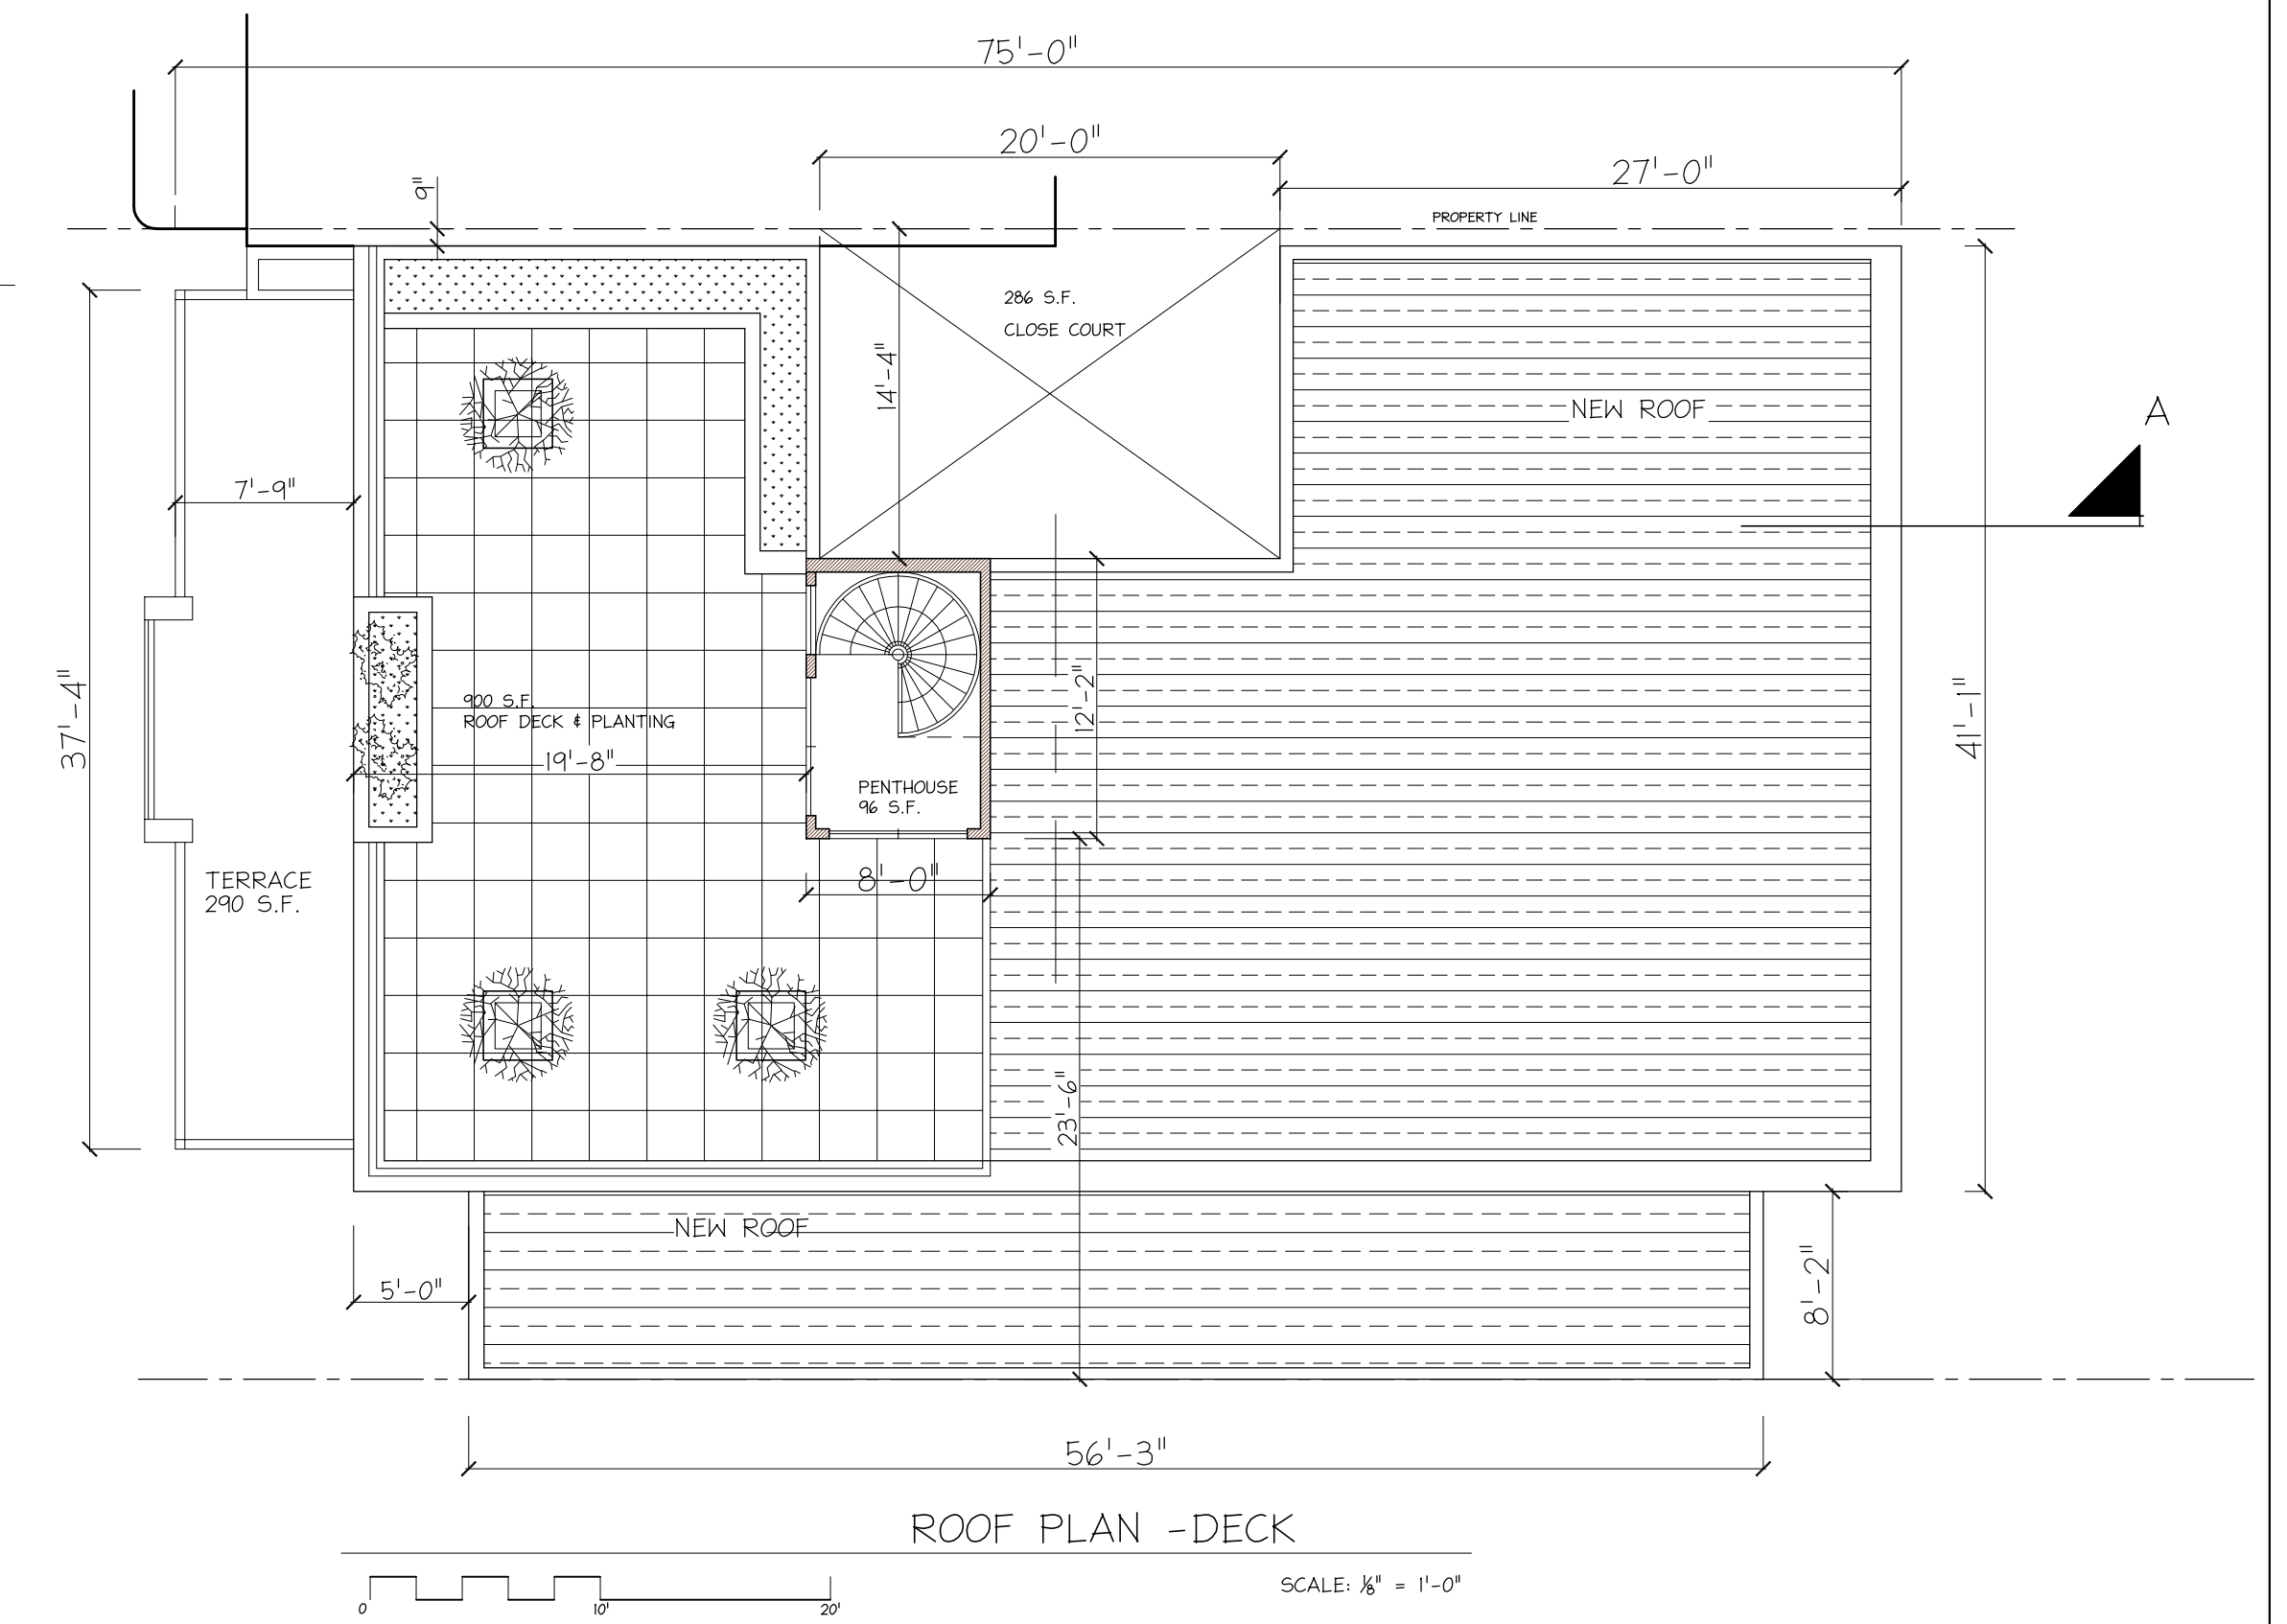 75'-0"
20'-0"
27'-0"
9"
PROPERTY LINE
286 S.F.
CLOSE COURT
14'-4"
NEW ROOF
A
7'-9"
37'-4"
900 S.F.
ROOF DECK & PLANTING
19'-8"
12'-2"
41'-1"
PENTHOUSE
96 S.F.
8'-0"
TERRACE
290 S.F.
23'-6"
NEW ROOF
5'-0"
8'-2"
56'-3"
ROOF PLAN -DECK
SCALE: ⅛" = 1'-0"
0 10' 20'